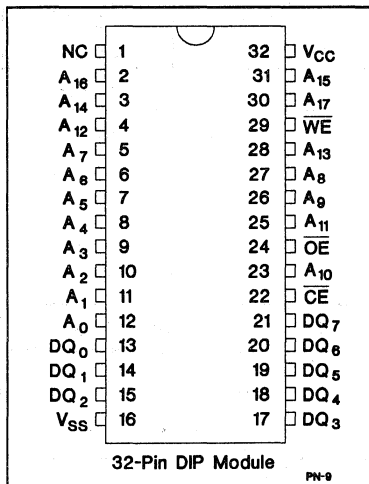 NC 1 32 VCC
A16 2 31 A15
A14 3 30 A17
A12 4 29 WE
A7 5 28 A13
A6 6 27 A8
A5 7 26 A9
A4 8 25 A11
A3 9 24 OE
A2 10 23 A10
A1 11 22 CE
A0 12 21 DQ7
DQ0 13 20 DQ6
DQ1 14 19 DQ5
DQ2 15 18 DQ4
VSS 16 17 DQ3
32-Pin DIP Module
PN-9